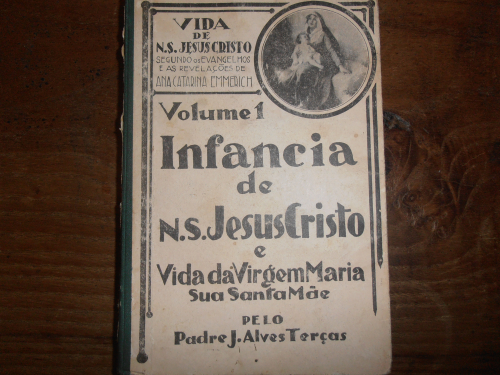 VIDA
DE
N.S. JESUS CRISTO
SEGUNDO OS EVANGELHOS
E AS REVELAÇÕES DE
ANA CATARINA EMMERICH
Volume 1
Infancia
de
N.S. Jesus Cristo
e
Vida da Virgem Maria
Sua Santa Mãe
PELO
Padre J. Alves Terças